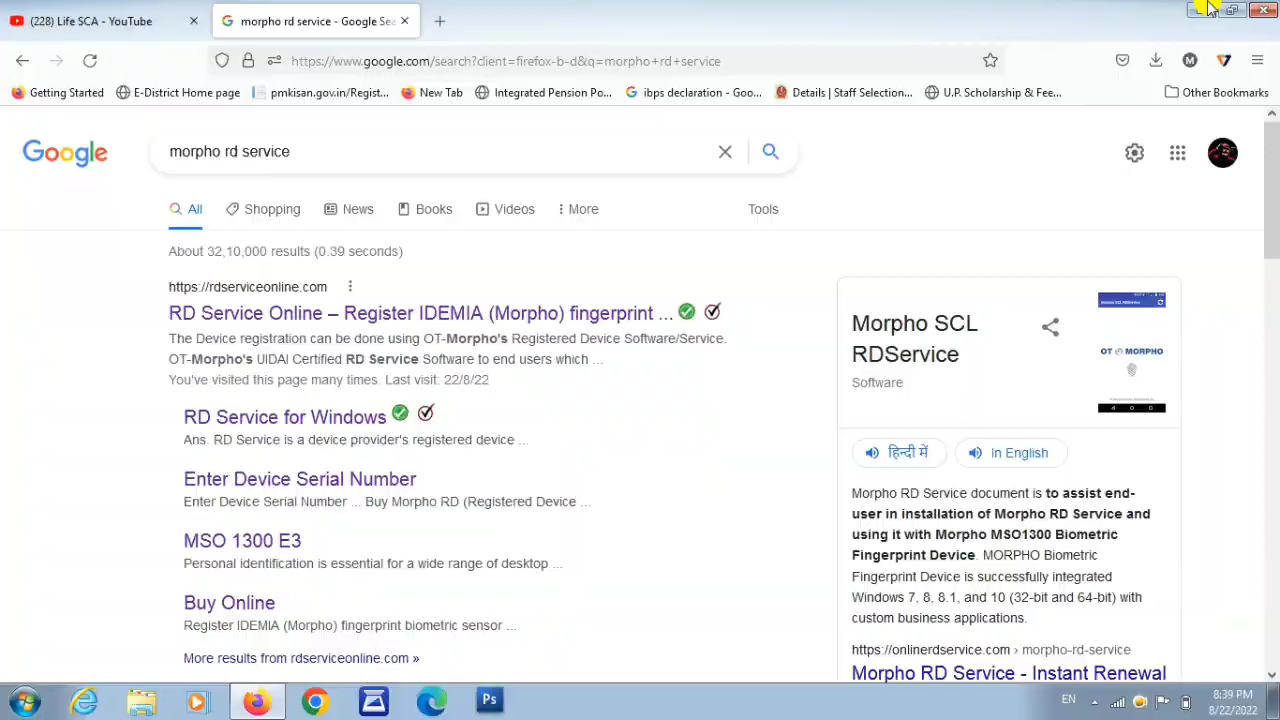 (228) Life SCA - YouTube
morpho rd service - Google Sea
https://www.google.com/search?client=firefox-b-d&q=morpho+rd+service
Getting Started
E-District Home page
pmkisan.gov.in/Regist...
New Tab
Integrated Pension Po...
ibps declaration - Goo...
Details | Staff Selection...
U.P. Scholarship & Fee...
Other Bookmarks
Google
morpho rd service
All
Shopping
News
Books
Videos
More
Tools
About 32,10,000 results (0.39 seconds)
https://rdserviceonline.com
RD Service Online – Register IDEMIA (Morpho) fingerprint ...
The Device registration can be done using OT-Morpho's Registered Device Software/Service.
OT-Morpho's UIDAI Certified RD Service Software to end users which ...
You've visited this page many times. Last visit: 22/8/22
RD Service for Windows
Ans. RD Service is a device provider's registered device ...
Enter Device Serial Number
Enter Device Serial Number ... Buy Morpho RD (Registered Device ...
MSO 1300 E3
Personal identification is essential for a wide range of desktop ...
Buy Online
Register IDEMIA (Morpho) fingerprint biometric sensor ...
More results from rdserviceonline.com »
Morpho SCL
RDService
Software
OT MORPHO
हिन्दी में
In English
Morpho RD Service document is to assist end-
user in installation of Morpho RD Service and
using it with Morpho MSO1300 Biometric
Fingerprint Device. MORPHO Biometric
Fingerprint Device is successfully integrated
Windows 7, 8, 8.1, and 10 (32-bit and 64-bit) with
custom business applications.
https://onlinerdservice.com › morpho-rd-service
Morpho RD Service - Instant Renewal
Ps
EN
8:39 PM
8/22/2022